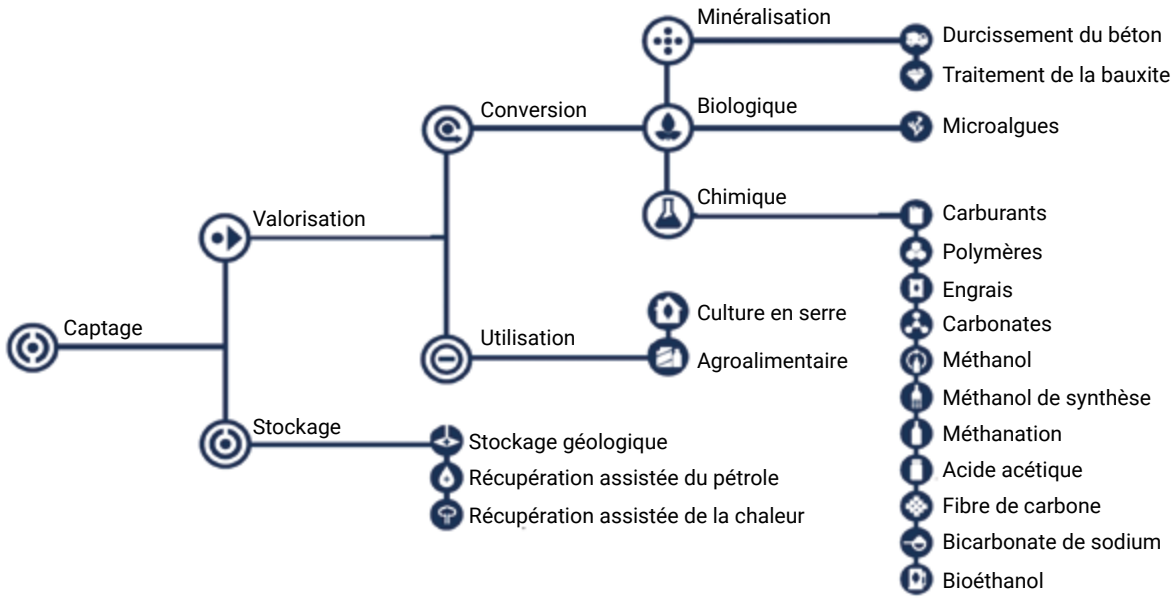 Minéralisation
Durcissement du béton
Traitement de la bauxite
Conversion
Biologique
Microalgues
Chimique
Valorisation
Carburants
Polymères
Engrais
Culture en serre
Carbonates
Captage
Utilisation
Agroalimentaire
Méthanol
Méthanol de synthèse
Stockage
Stockage géologique
Méthanation
Récupération assistée du pétrole
Acide acétique
Récupération assistée de la chaleur
Fibre de carbone
Bicarbonate de sodium
Bioéthanol